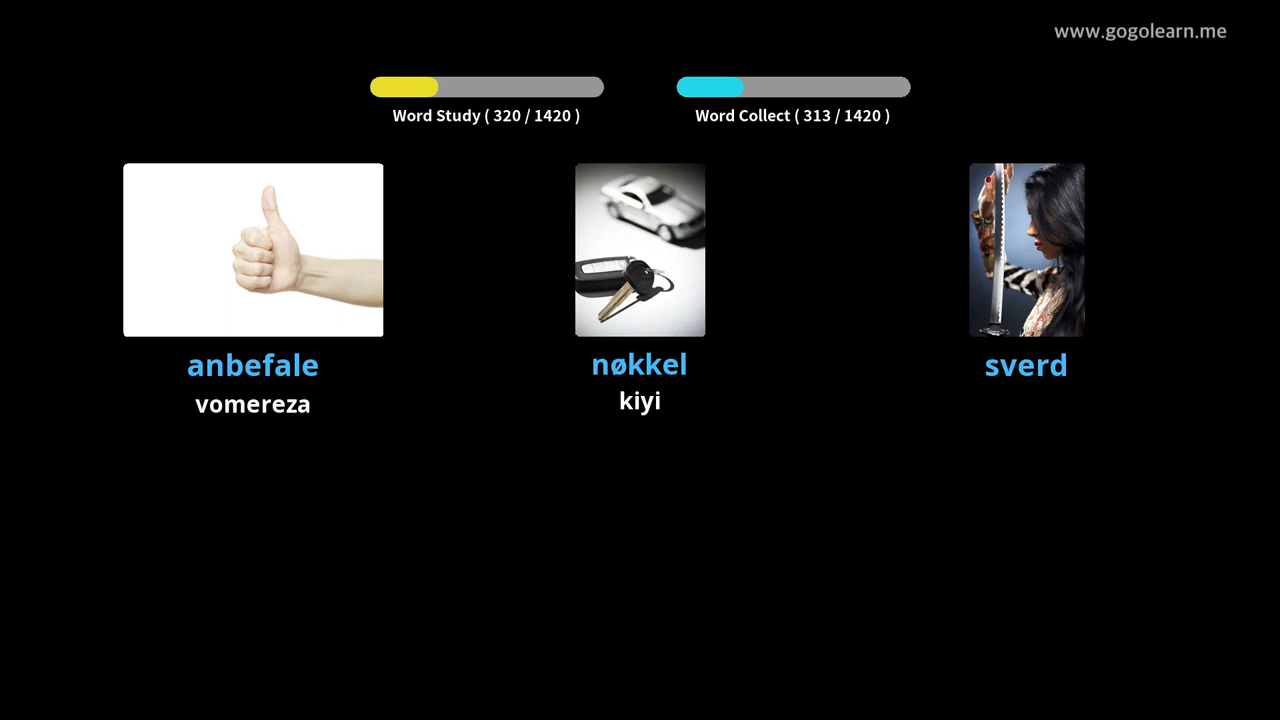 www.gogolearn.me
Word Study ( 320 / 1420 )
Word Collect ( 313 / 1420 )
anbefale
nøkkel
sverd
vomereza
kiyi